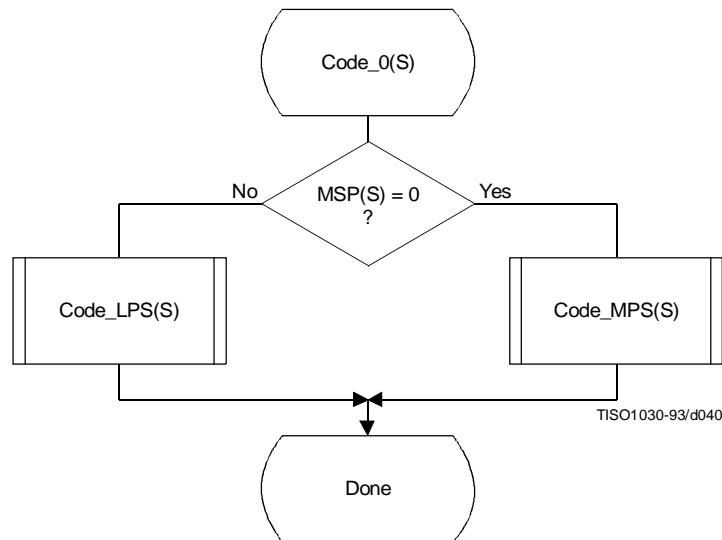 Code_0(S)
MSP(S) = 0
?
No
Yes
Code_LPS(S)
Code_MPS(S)
TISO1030-93/d040
Done